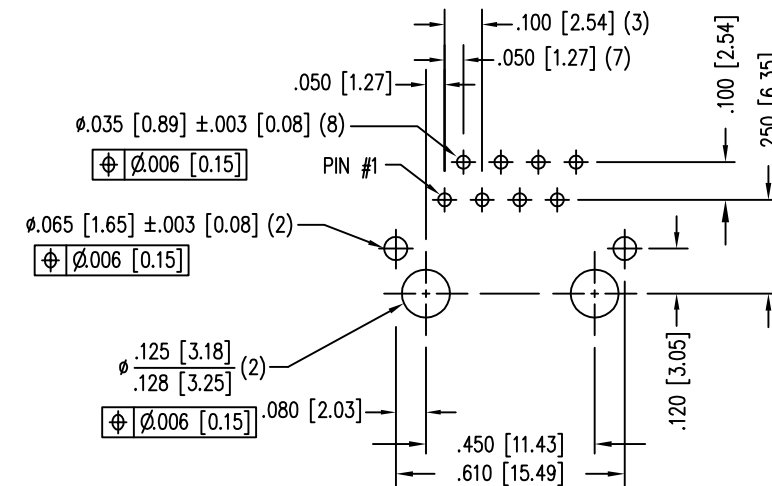 .100 [2.54] (3)
.050 [1.27] (7)
.050 [1.27]
.100 [2.54]
.250 [6.35]
ø.035 [0.89] ±.003 [0.08] (8)
⌖ Ø.006 [0.15]
PIN #1
ø.065 [1.65] ±.003 [0.08] (2)
⌖ Ø.006 [0.15]
ø .125 [3.18]
.128 [3.25] (2)
⌖ Ø.006 [0.15]
.080 [2.03]
.120 [3.05]
.450 [11.43]
.610 [15.49]